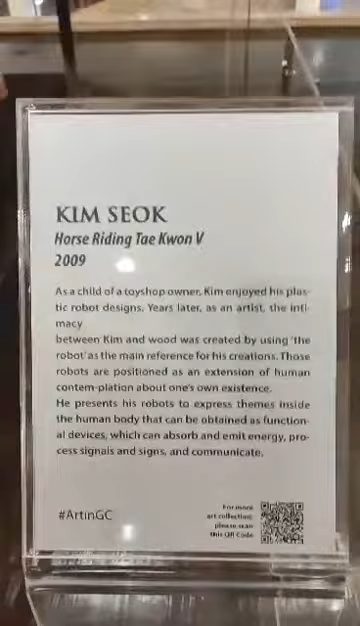 KIM SEOK
Horse Riding Tae Kwon V
2009
As a child of a toyshop owner, Kim enjoyed his plas-
tic robot designs. Years later, as an artist, the inti-
macy
between Kim and wood was created by using 'the
robot' as the main reference for his creations. Those
robots are positioned as an extension of human
contem-plation about one's own existence.
He presents his robots to express themes inside
the human body that can be obtained as function-
al devices, which can absorb and emit energy, pro-
cess signals and signs, and communicate.
#ArtinGC
For more
art collection,
please scan
this QR Code